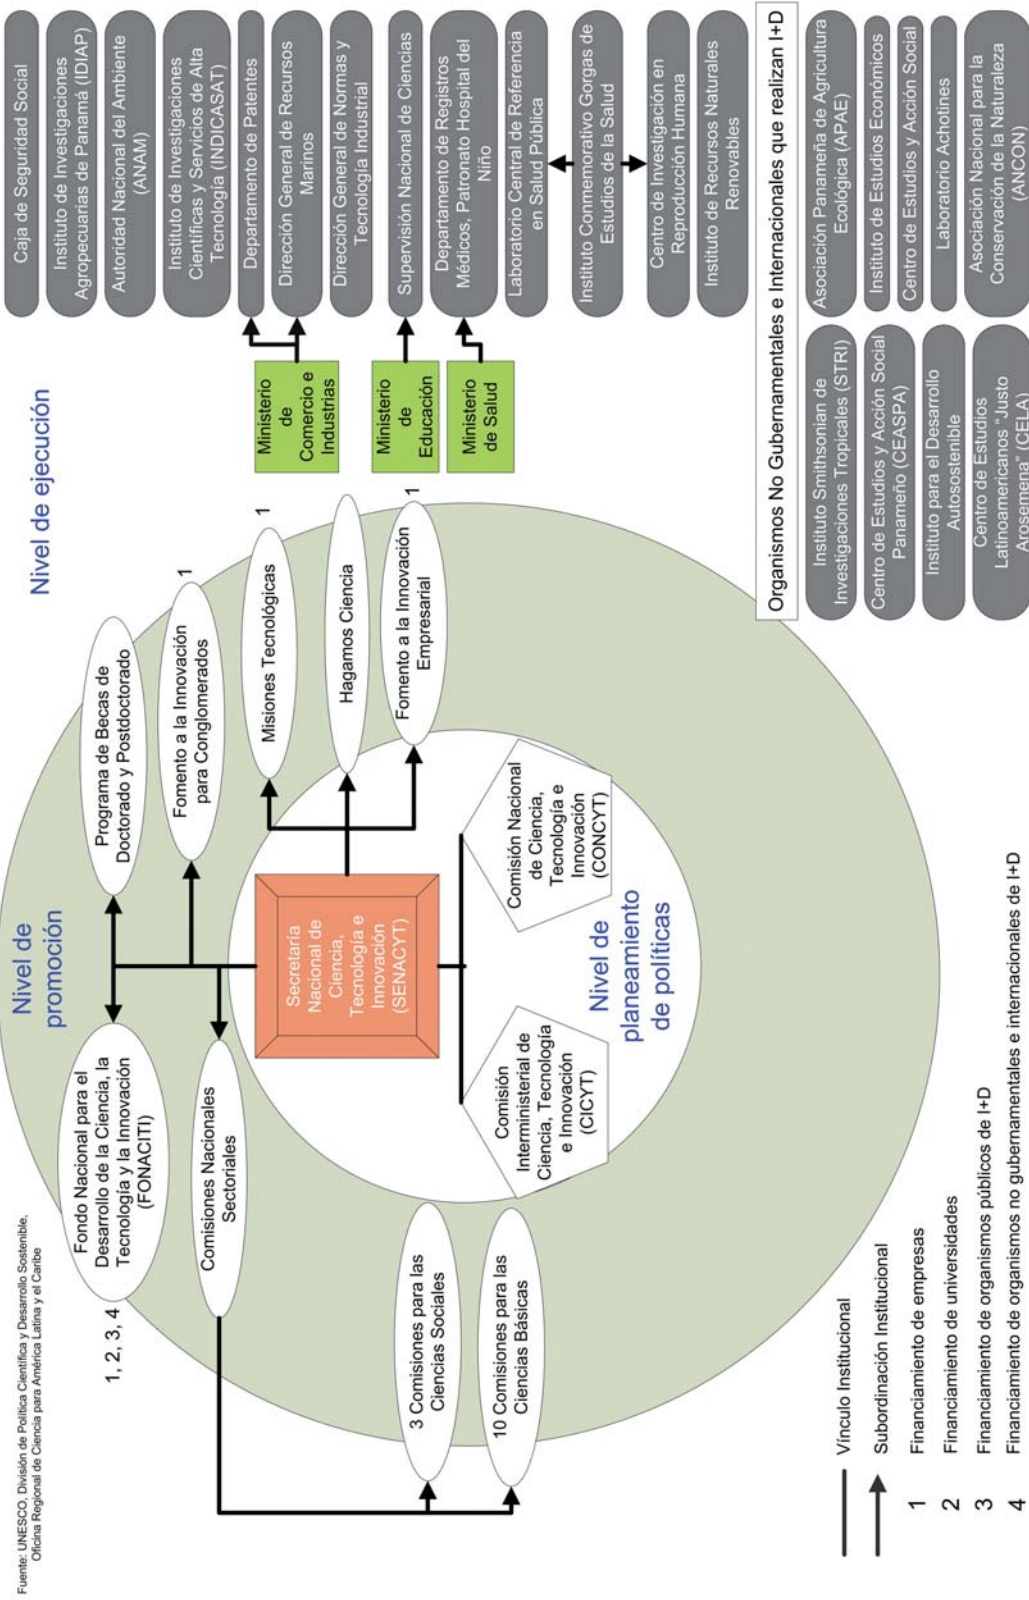 Fuente: UNESCO, División de Política Científica y Desarrollo Sostenible,
Oficina Regional de Ciencia para América Latina y el Caribe
Nivel de
promoción
Nivel de ejecución
Fondo Nacional para el
Desarrollo de la Ciencia, la
Tecnología y la Innovación
(FONACITI)
1, 2, 3, 4
Programa de Becas de
Doctorado y Postdoctorado
Comisiones Nacionales
Sectoriales
Fomento a la Innovación
para Conglomerados
1
Misiones Tecnológicas
1
Hagamos Ciencia
Fomento a la Innovación
Empresarial
1
Secretaría
Nacional de
Ciencia,
Tecnología e
Innovación
(SENACYT)
3 Comisiones para las
Ciencias Sociales
10 Comisiones para las
Ciencias Básicas
Comisión
Interministerial de
Ciencia, Tecnología
e Innovación
(CICYT)
Comisión Nacional
de Ciencia,
Tecnología e
Innovación
(CONCYT)
Nivel de
planeamiento
de políticas
Ministerio
de
Comercio e
Industrias
Ministerio
de
Educación
Ministerio
de Salud
Caja de Seguridad Social
Instituto de Investigaciones
Agropecuarias de Panamá (IDIAP)
Autoridad Nacional del Ambiente
(ANAM)
Instituto de Investigaciones
Científicas y Servicios de Alta
Tecnología (INDICASAT)
Departamento de Patentes
Dirección General de Recursos
Marinos
Dirección General de Normas y
Tecnología Industrial
Supervisión Nacional de Ciencias
Departamento de Registros
Médicos, Patronato Hospital del
Niño
Laboratorio Central de Referencia
en Salud Pública
Instituto Conmemorativo Gorgas de
Estudios de la Salud
Centro de Investigación en
Reproducción Humana
Instituto de Recursos Naturales
Renovables
Organismos No Gubernamentales e Internacionales que realizan I+D
Instituto Smithsonian de
Investigaciones Tropicales (STRI)
Centro de Estudios y Acción Social
Panameño (CEASPA)
Instituto para el Desarrollo
Autosostenible
Centro de Estudios
Latinoamericanos "Justo
Arosemena" (CELA)
Asociación Panameña de Agricultura
Ecológica (APAE)
Instituto de Estudios Económicos
Centro de Estudios y Acción Social
Laboratorio Achotines
Asociación Nacional para la
Conservación de la Naturaleza
(ANCON)
Vínculo Institucional
Subordinación Institucional
1 Financiamiento de empresas
2 Financiamiento de universidades
3 Financiamiento de organismos públicos de I+D
4 Financiamiento de organismos no gubernamentales e internacionales de I+D